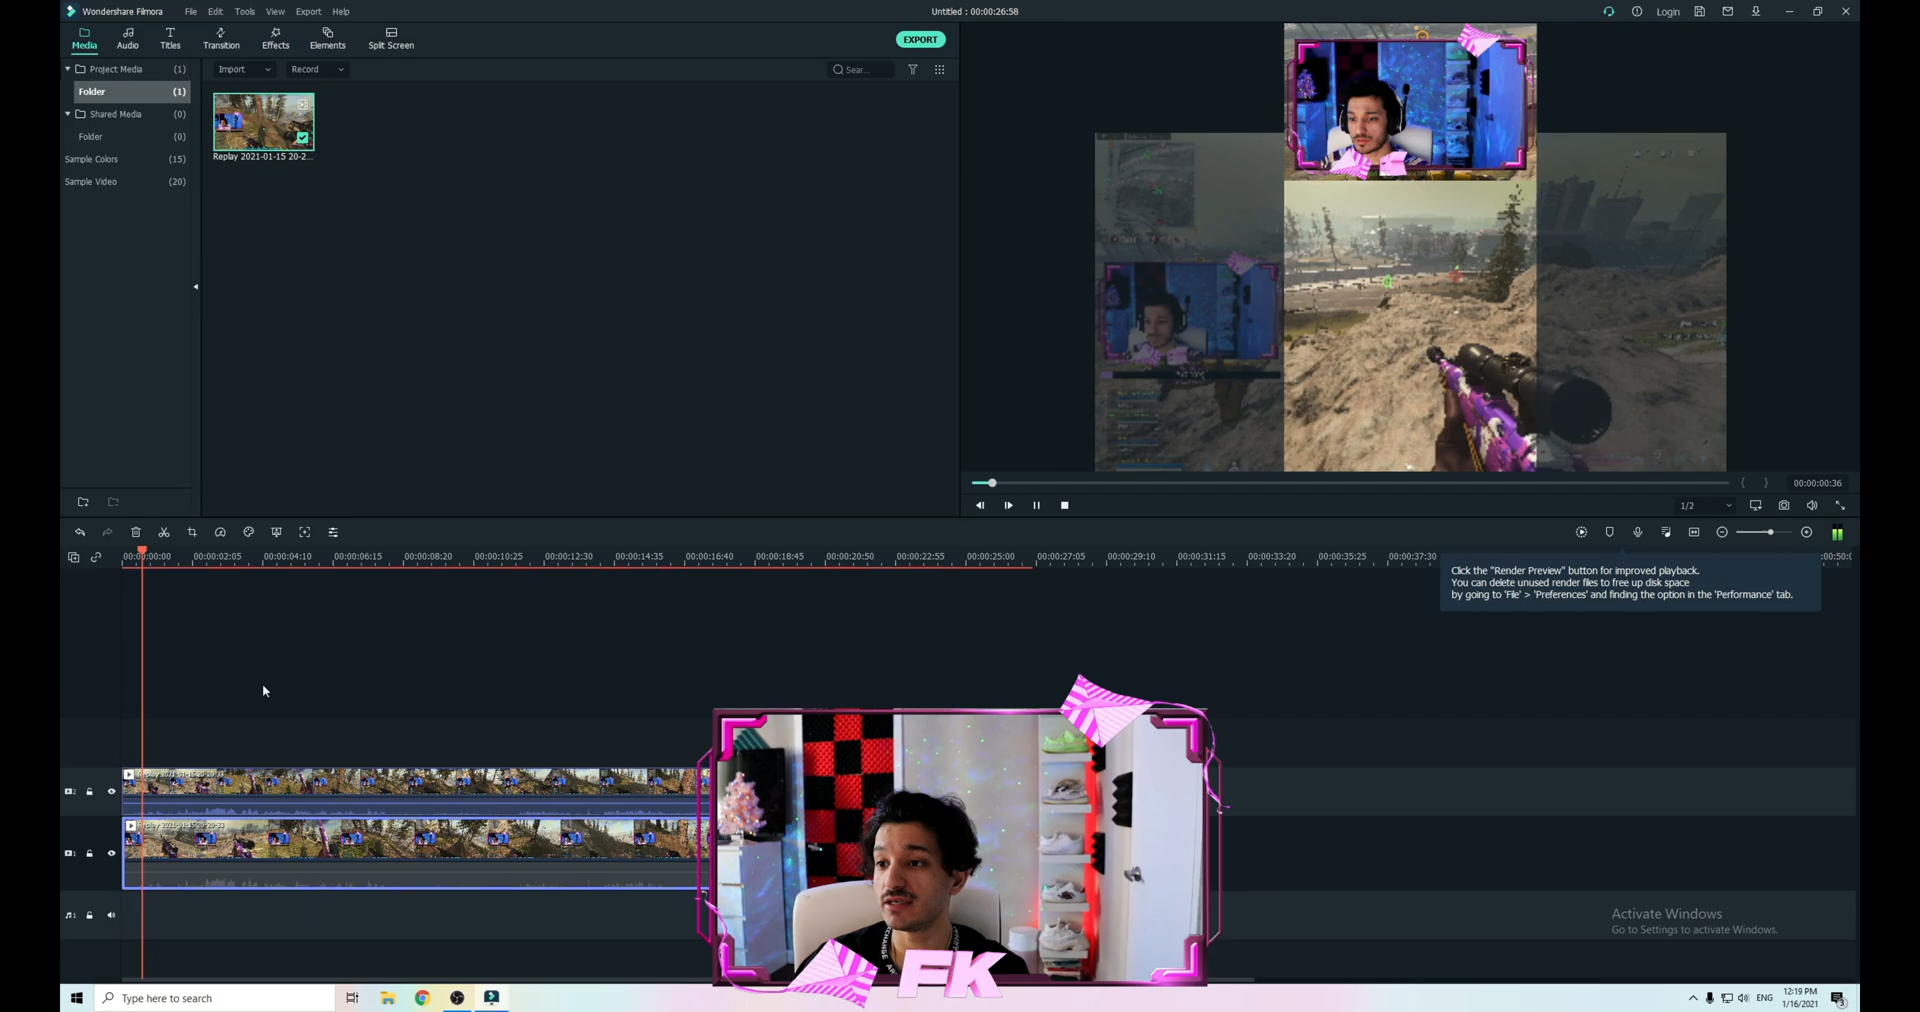 Wondershare Filmora File Edit Tools View Export Help Untitled : 00:00:26:58 Login
Media Audio Titles Transition Effects Elements Split Screen EXPORT
Project Media (1) Import Record Sear...
Folder (1)
Shared Media (0)
Folder (0)
Sample Colors (15)
Sample Video (20)
Replay 2021-01-15 20-2...
00:00:00:36
1/2
00:00:00:00 00:00:02:05 00:00:04:10 00:00:06:15 00:00:08:20 00:00:10:25 00:00:12:30 00:00:14:35 00:00:16:40 00:00:18:45 00:00:20:50 00:00:22:55 00:00:25:00 00:00:27:05 00:00:29:10 00:00:31:15 00:00:33:20 00:00:35:25 00:00:37:30
Click the "Render Preview" button for improved playback.
You can delete unused render files to free up disk space
by going to 'File' > 'Preferences' and finding the option in the 'Performance' tab.
2
1
1
Activate Windows
Go to Settings to activate Windows.
FK
Type here to search
ENG
12:19 PM
1/16/2021
3